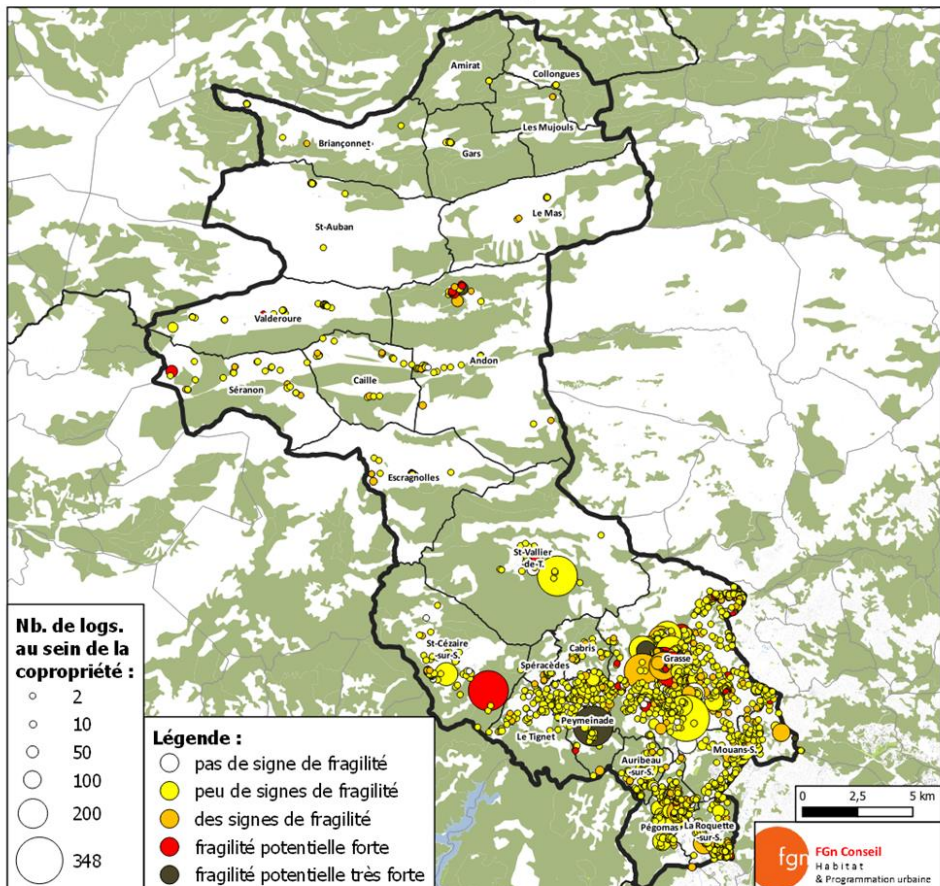 Amirat
Collongues
Les Mujouls
Briançonnet
Gars
Le Mas
St-Auban
Valderoure
Andon
Séranon
Caille
Escragnolles
St-Vallier
-de-T.
St-Cézaire
-sur-S.
Cabris
Spéracèdes
Grasse
Peymeinade
Le Tignet
Mouans-S.
Auribeau
-sur-S.
Pégomas
La Roquette
-sur-S.
Nb. de logs.
au sein de la
copropriété :
2
10
50
100
200
348
Légende :
pas de signe de fragilité
peu de signes de fragilité
des signes de fragilité
fragilité potentielle forte
fragilité potentielle très forte
0 2,5 5 km
fgn
FGn Conseil
Habitat
& Programmation urbaine